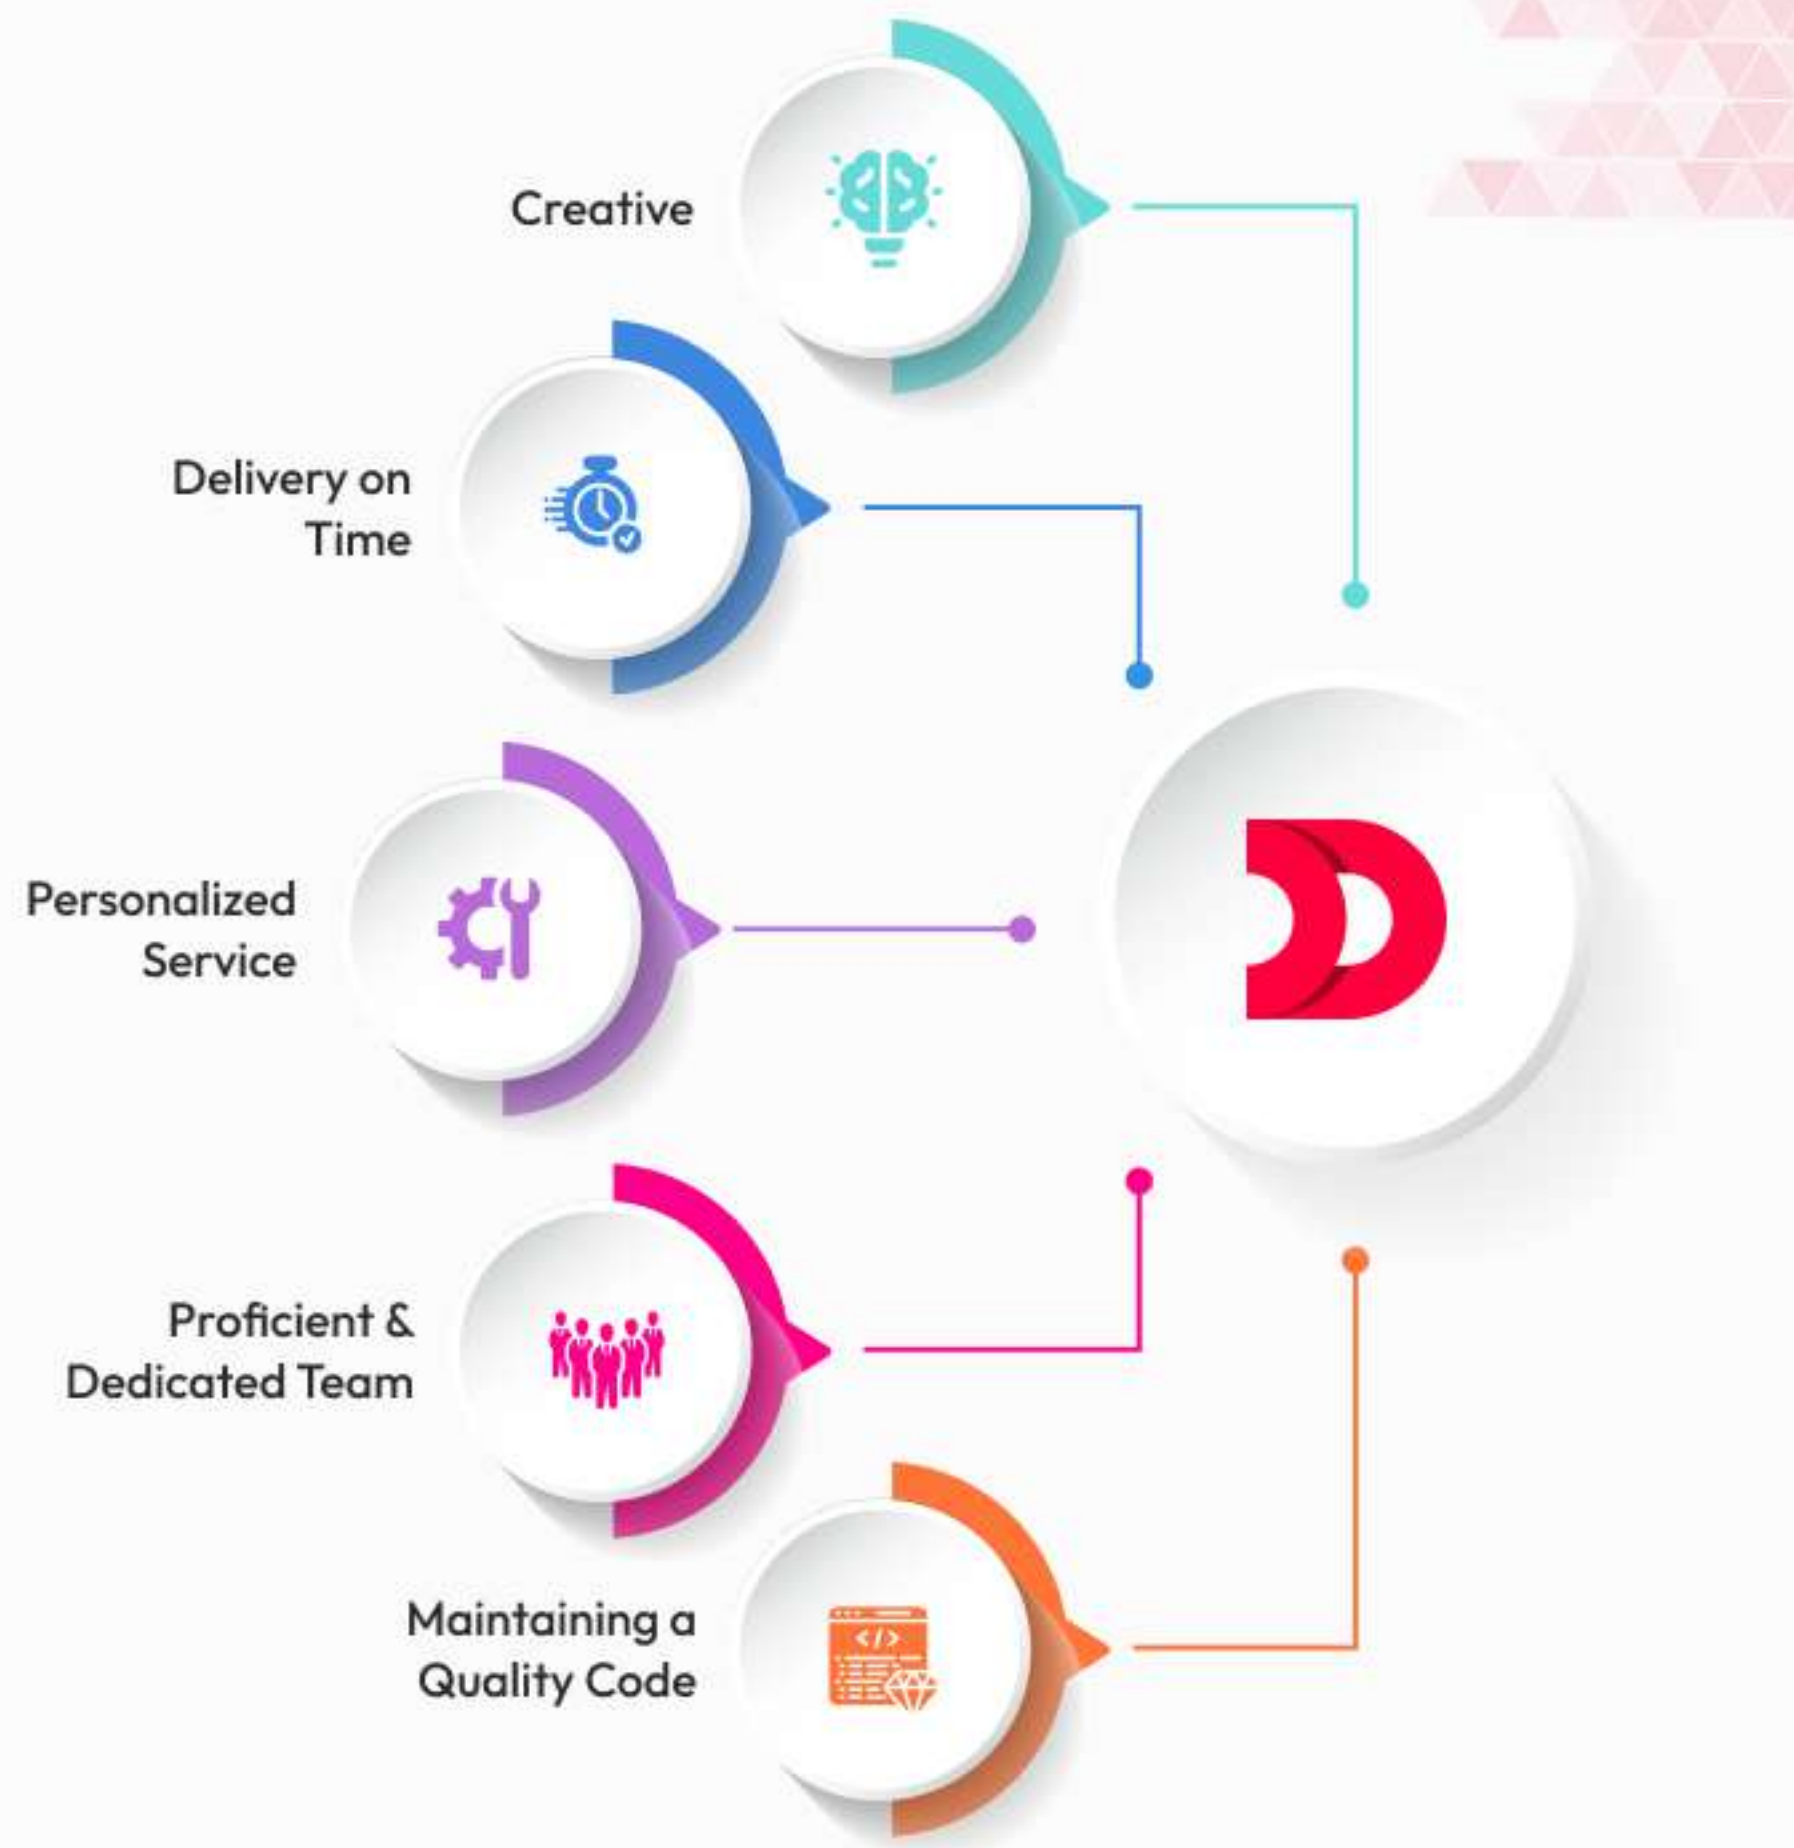 Creative
Delivery on
Time
Personalized
Service
Proficient &
Dedicated Team
Maintaining a
Quality Code
</>